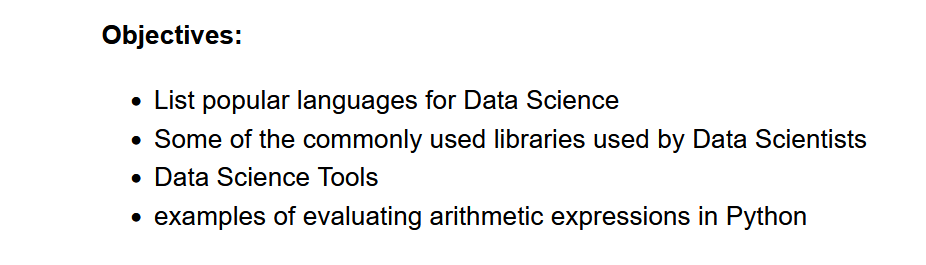 Objectives:
• List popular languages for Data Science
• Some of the commonly used libraries used by Data Scientists
• Data Science Tools
• examples of evaluating arithmetic expressions in Python